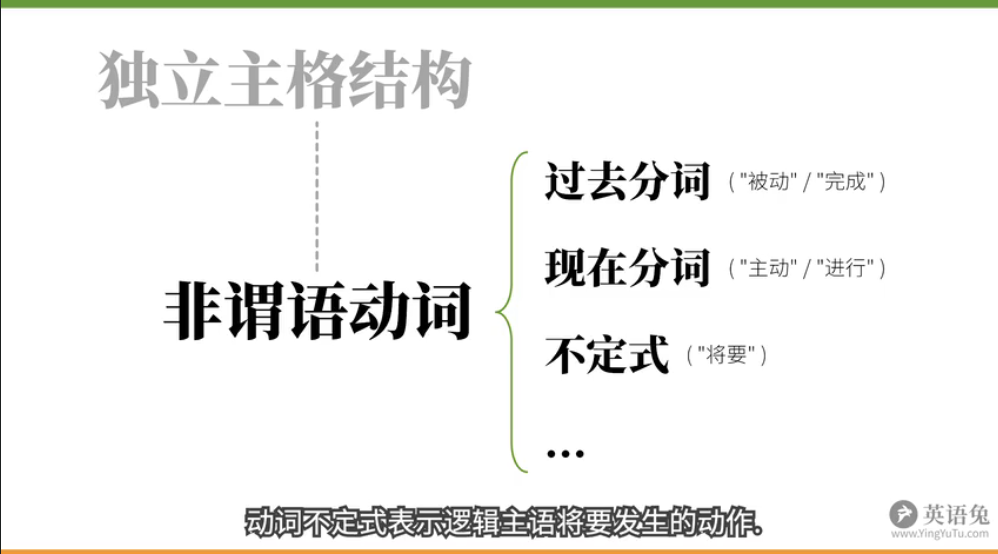 独立主格结构
过去分词 ("被动" / "完成")
现在分词 ("主动" / "进行")
非谓语动词
不定式 ("将要")
...
动词不定式表示逻辑主语将要发生的动作.
英语兔
www.YingYuTu.com